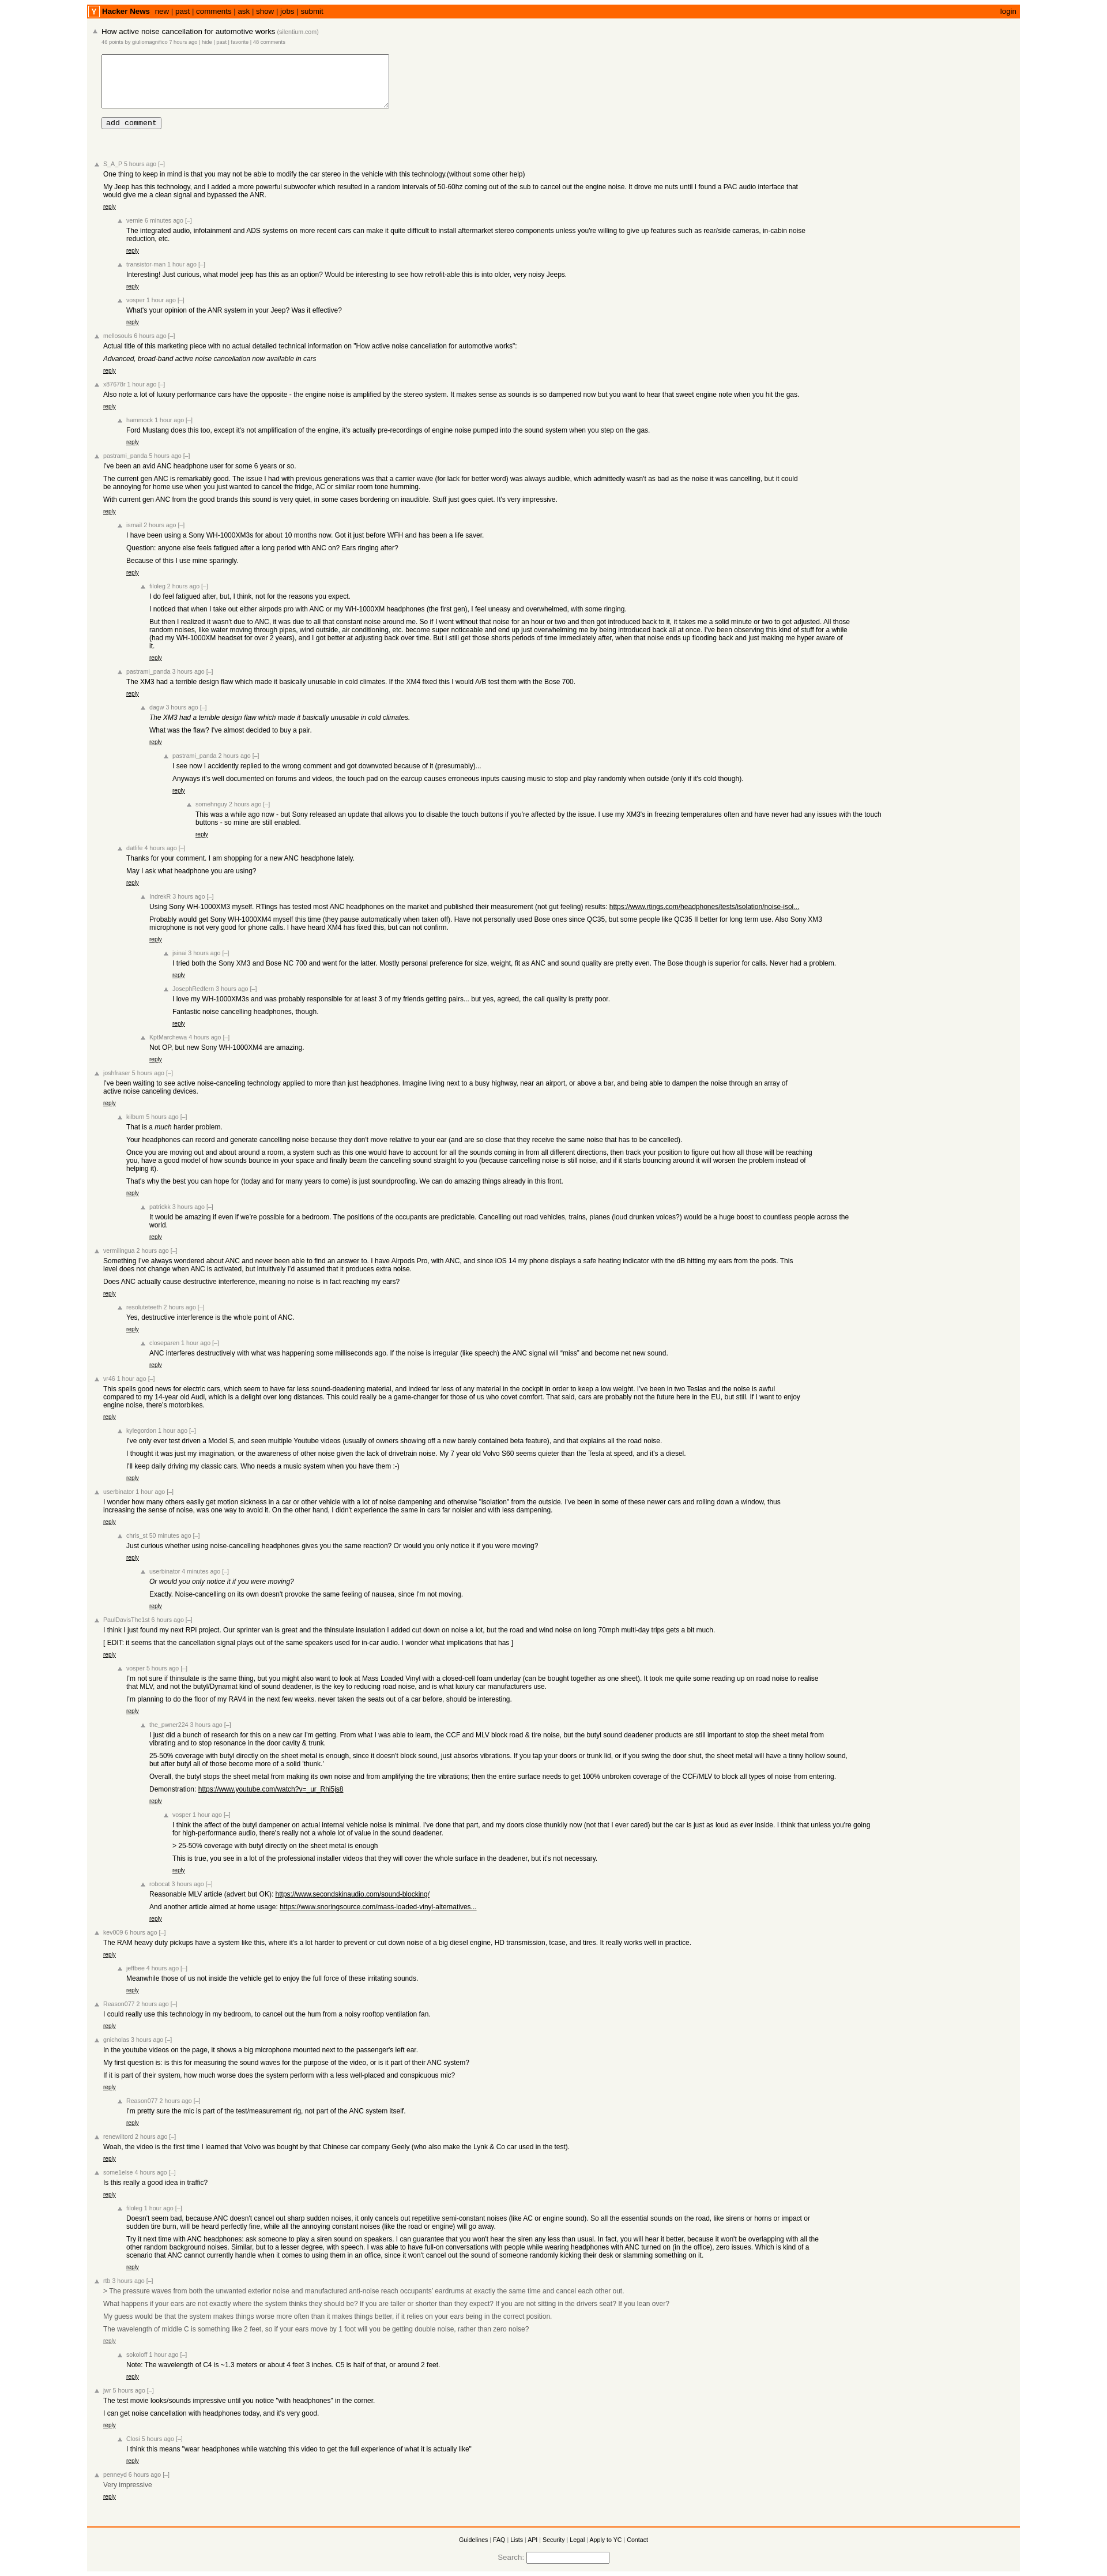 Y Hacker News new | past | comments | ask | show | jobs | submit login
How active noise cancellation for automotive works (silentium.com)
46 points by giuliomagnifico 7 hours ago | hide | past | favorite | 48 comments
add comment
S_A_P 5 hours ago [–]
One thing to keep in mind is that you may not be able to modify the car stereo in the vehicle with this technology.(without some other help)
My Jeep has this technology, and I added a more powerful subwoofer which resulted in a random intervals of 50-60hz coming out of the sub to cancel out the engine noise. It drove me nuts until I found a PAC audio interface that
would give me a clean signal and bypassed the ANR.
reply
vernie 6 minutes ago [–]
The integrated audio, infotainment and ADS systems on more recent cars can make it quite difficult to install aftermarket stereo components unless you're willing to give up features such as rear/side cameras, in-cabin noise
reduction, etc.
reply
transistor-man 1 hour ago [–]
Interesting! Just curious, what model jeep has this as an option? Would be interesting to see how retrofit-able this is into older, very noisy Jeeps.
reply
vosper 1 hour ago [–]
What's your opinion of the ANR system in your Jeep? Was it effective?
reply
mellosouls 6 hours ago [–]
Actual title of this marketing piece with no actual detailed technical information on "How active noise cancellation for automotive works":
Advanced, broad-band active noise cancellation now available in cars
reply
x87678r 1 hour ago [–]
Also note a lot of luxury performance cars have the opposite - the engine noise is amplified by the stereo system. It makes sense as sounds is so dampened now but you want to hear that sweet engine note when you hit the gas.
reply
hammock 1 hour ago [–]
Ford Mustang does this too, except it's not amplification of the engine, it's actually pre-recordings of engine noise pumped into the sound system when you step on the gas.
reply
pastrami_panda 5 hours ago [–]
I've been an avid ANC headphone user for some 6 years or so.
The current gen ANC is remarkably good. The issue I had with previous generations was that a carrier wave (for lack for better word) was always audible, which admittedly wasn't as bad as the noise it was cancelling, but it could
be annoying for home use when you just wanted to cancel the fridge, AC or similar room tone humming.
With current gen ANC from the good brands this sound is very quiet, in some cases bordering on inaudible. Stuff just goes quiet. It's very impressive.
reply
ismail 2 hours ago [–]
I have been using a Sony WH-1000XM3s for about 10 months now. Got it just before WFH and has been a life saver.
Question: anyone else feels fatigued after a long period with ANC on? Ears ringing after?
Because of this I use mine sparingly.
reply
filoleg 2 hours ago [–]
I do feel fatigued after, but, I think, not for the reasons you expect.
I noticed that when I take out either airpods pro with ANC or my WH-1000XM headphones (the first gen), I feel uneasy and overwhelmed, with some ringing.
But then I realized it wasn't due to ANC, it was due to all that constant noise around me. So if I went without that noise for an hour or two and then got introduced back to it, it takes me a solid minute or two to get adjusted. All those
random noises, like water moving through pipes, wind outside, air conditioning, etc. become super noticeable and end up just overwhelming me by being introduced back all at once. I've been observing this kind of stuff for a while
(had my WH-1000XM headset for over 2 years), and I got better at adjusting back over time. But i still get those shorts periods of time immediately after, when that noise ends up flooding back and just making me hyper aware of
it.
reply
pastrami_panda 3 hours ago [–]
The XM3 had a terrible design flaw which made it basically unusable in cold climates. If the XM4 fixed this I would A/B test them with the Bose 700.
reply
dagw 3 hours ago [–]
The XM3 had a terrible design flaw which made it basically unusable in cold climates.
What was the flaw? I've almost decided to buy a pair.
reply
pastrami_panda 2 hours ago [–]
I see now I accidently replied to the wrong comment and got downvoted because of it (presumably)...
Anyways it's well documented on forums and videos, the touch pad on the earcup causes erroneous inputs causing music to stop and play randomly when outside (only if it's cold though).
reply
somehnguy 2 hours ago [–]
This was a while ago now - but Sony released an update that allows you to disable the touch buttons if you're affected by the issue. I use my XM3's in freezing temperatures often and have never had any issues with the touch
buttons - so mine are still enabled.
reply
datlife 4 hours ago [–]
Thanks for your comment. I am shopping for a new ANC headphone lately.
May I ask what headphone you are using?
reply
IndrekR 3 hours ago [–]
Using Sony WH-1000XM3 myself. RTings has tested most ANC headphones on the market and published their measurement (not gut feeling) results: https://www.rtings.com/headphones/tests/isolation/noise-isol...
Probably would get Sony WH-1000XM4 myself this time (they pause automatically when taken off). Have not personally used Bose ones since QC35, but some people like QC35 II better for long term use. Also Sony XM3
microphone is not very good for phone calls. I have heard XM4 has fixed this, but can not confirm.
reply
jsinai 3 hours ago [–]
I tried both the Sony XM3 and Bose NC 700 and went for the latter. Mostly personal preference for size, weight, fit as ANC and sound quality are pretty even. The Bose though is superior for calls. Never had a problem.
reply
JosephRedfern 3 hours ago [–]
I love my WH-1000XM3s and was probably responsible for at least 3 of my friends getting pairs... but yes, agreed, the call quality is pretty poor.
Fantastic noise cancelling headphones, though.
reply
KptMarchewa 4 hours ago [–]
Not OP, but new Sony WH-1000XM4 are amazing.
reply
joshfraser 5 hours ago [–]
I've been waiting to see active noise-canceling technology applied to more than just headphones. Imagine living next to a busy highway, near an airport, or above a bar, and being able to dampen the noise through an array of
active noise canceling devices.
reply
kilburn 5 hours ago [–]
That is a much harder problem.
Your headphones can record and generate cancelling noise because they don't move relative to your ear (and are so close that they receive the same noise that has to be cancelled).
Once you are moving out and about around a room, a system such as this one would have to account for all the sounds coming in from all different directions, then track your position to figure out how all those will be reaching
you, have a good model of how sounds bounce in your space and finally beam the cancelling sound straight to you (because cancelling noise is still noise, and if it starts bouncing around it will worsen the problem instead of
helping it).
That's why the best you can hope for (today and for many years to come) is just soundproofing. We can do amazing things already in this front.
reply
patrickk 3 hours ago [–]
It would be amazing if even if we're possible for a bedroom. The positions of the occupants are predictable. Cancelling out road vehicles, trains, planes (loud drunken voices?) would be a huge boost to countless people across the
world.
reply
vermilingua 2 hours ago [–]
Something I've always wondered about ANC and never been able to find an answer to. I have Airpods Pro, with ANC, and since iOS 14 my phone displays a safe heating indicator with the dB hitting my ears from the pods. This
level does not change when ANC is activated, but intuitively I'd assumed that it produces extra noise.
Does ANC actually cause destructive interference, meaning no noise is in fact reaching my ears?
reply
resoluteteeth 2 hours ago [–]
Yes, destructive interference is the whole point of ANC.
reply
closeparen 1 hour ago [–]
ANC interferes destructively with what was happening some milliseconds ago. If the noise is irregular (like speech) the ANC signal will “miss” and become net new sound.
reply
vr46 1 hour ago [–]
This spells good news for electric cars, which seem to have far less sound-deadening material, and indeed far less of any material in the cockpit in order to keep a low weight. I've been in two Teslas and the noise is awful
compared to my 14-year old Audi, which is a delight over long distances. This could really be a game-changer for those of us who covet comfort. That said, cars are probably not the future here in the EU, but still. If I want to enjoy
engine noise, there's motorbikes.
reply
kylegordon 1 hour ago [–]
I've only ever test driven a Model S, and seen multiple Youtube videos (usually of owners showing off a new barely contained beta feature), and that explains all the road noise.
I thought it was just my imagination, or the awareness of other noise given the lack of drivetrain noise. My 7 year old Volvo S60 seems quieter than the Tesla at speed, and it's a diesel.
I'll keep daily driving my classic cars. Who needs a music system when you have them :-)
reply
userbinator 1 hour ago [–]
I wonder how many others easily get motion sickness in a car or other vehicle with a lot of noise dampening and otherwise "isolation" from the outside. I've been in some of these newer cars and rolling down a window, thus
increasing the sense of noise, was one way to avoid it. On the other hand, I didn't experience the same in cars far noisier and with less dampening.
reply
chris_st 50 minutes ago [–]
Just curious whether using noise-cancelling headphones gives you the same reaction? Or would you only notice it if you were moving?
reply
userbinator 4 minutes ago [–]
Or would you only notice it if you were moving?
Exactly. Noise-cancelling on its own doesn't provoke the same feeling of nausea, since I'm not moving.
reply
PaulDavisThe1st 6 hours ago [–]
I think I just found my next RPi project. Our sprinter van is great and the thinsulate insulation I added cut down on noise a lot, but the road and wind noise on long 70mph multi-day trips gets a bit much.
[ EDIT: it seems that the cancellation signal plays out of the same speakers used for in-car audio. I wonder what implications that has ]
reply
vosper 5 hours ago [–]
I'm not sure if thinsulate is the same thing, but you might also want to look at Mass Loaded Vinyl with a closed-cell foam underlay (can be bought together as one sheet). It took me quite some reading up on road noise to realise
that MLV, and not the butyl/Dynamat kind of sound deadener, is the key to reducing road noise, and is what luxury car manufacturers use.
I'm planning to do the floor of my RAV4 in the next few weeks. never taken the seats out of a car before, should be interesting.
reply
the_pwner224 3 hours ago [–]
I just did a bunch of research for this on a new car I'm getting. From what I was able to learn, the CCF and MLV block road & tire noise, but the butyl sound deadener products are still important to stop the sheet metal from
vibrating and to stop resonance in the door cavity & trunk.
25-50% coverage with butyl directly on the sheet metal is enough, since it doesn't block sound, just absorbs vibrations. If you tap your doors or trunk lid, or if you swing the door shut, the sheet metal will have a tinny hollow sound,
but after butyl all of those become more of a solid 'thunk.'
Overall, the butyl stops the sheet metal from making its own noise and from amplifying the tire vibrations; then the entire surface needs to get 100% unbroken coverage of the CCF/MLV to block all types of noise from entering.
Demonstration: https://www.youtube.com/watch?v=_ur_Rhi5js8
reply
vosper 1 hour ago [–]
I think the affect of the butyl dampener on actual internal vehicle noise is minimal. I've done that part, and my doors close thunkily now (not that I ever cared) but the car is just as loud as ever inside. I think that unless you're going
for high-performance audio, there's really not a whole lot of value in the sound deadener.
> 25-50% coverage with butyl directly on the sheet metal is enough
This is true, you see in a lot of the professional installer videos that they will cover the whole surface in the deadener, but it's not necessary.
reply
robocat 3 hours ago [–]
Reasonable MLV article (advert but OK): https://www.secondskinaudio.com/sound-blocking/
And another article aimed at home usage: https://www.snoringsource.com/mass-loaded-vinyl-alternatives...
reply
kev009 6 hours ago [–]
The RAM heavy duty pickups have a system like this, where it's a lot harder to prevent or cut down noise of a big diesel engine, HD transmission, tcase, and tires. It really works well in practice.
reply
jeffbee 4 hours ago [–]
Meanwhile those of us not inside the vehicle get to enjoy the full force of these irritating sounds.
reply
Reason077 2 hours ago [–]
I could really use this technology in my bedroom, to cancel out the hum from a noisy rooftop ventilation fan.
reply
gnicholas 3 hours ago [–]
In the youtube videos on the page, it shows a big microphone mounted next to the passenger's left ear.
My first question is: is this for measuring the sound waves for the purpose of the video, or is it part of their ANC system?
If it is part of their system, how much worse does the system perform with a less well-placed and conspicuous mic?
reply
Reason077 2 hours ago [–]
I'm pretty sure the mic is part of the test/measurement rig, not part of the ANC system itself.
reply
renewiltord 2 hours ago [–]
Woah, the video is the first time I learned that Volvo was bought by that Chinese car company Geely (who also make the Lynk & Co car used in the test).
reply
some1else 4 hours ago [–]
Is this really a good idea in traffic?
reply
filoleg 1 hour ago [–]
Doesn't seem bad, because ANC doesn't cancel out sharp sudden noises, it only cancels out repetitive semi-constant noises (like AC or engine sound). So all the essential sounds on the road, like sirens or horns or impact or
sudden tire burn, will be heard perfectly fine, while all the annoying constant noises (like the road or engine) will go away.
Try it next time with ANC headphones: ask someone to play a siren sound on speakers. I can guarantee that you won't hear the siren any less than usual. In fact, you will hear it better, because it won't be overlapping with all the
other random background noises. Similar, but to a lesser degree, with speech. I was able to have full-on conversations with people while wearing headphones with ANC turned on (in the office), zero issues. Which is kind of a
scenario that ANC cannot currently handle when it comes to using them in an office, since it won't cancel out the sound of someone randomly kicking their desk or slamming something on it.
reply
rtb 3 hours ago [–]
> The pressure waves from both the unwanted exterior noise and manufactured anti-noise reach occupants' eardrums at exactly the same time and cancel each other out.
What happens if your ears are not exactly where the system thinks they should be? If you are taller or shorter than they expect? If you are not sitting in the drivers seat? If you lean over?
My guess would be that the system makes things worse more often than it makes things better, if it relies on your ears being in the correct position.
The wavelength of middle C is something like 2 feet, so if your ears move by 1 foot will you be getting double noise, rather than zero noise?
reply
sokoloff 1 hour ago [–]
Note: The wavelength of C4 is ~1.3 meters or about 4 feet 3 inches. C5 is half of that, or around 2 feet.
reply
jwr 5 hours ago [–]
The test movie looks/sounds impressive until you notice "with headphones" in the corner.
I can get noise cancellation with headphones today, and it's very good.
reply
Closi 5 hours ago [–]
I think this means "wear headphones while watching this video to get the full experience of what it is actually like"
reply
penneyd 6 hours ago [–]
Very impressive
reply
Guidelines | FAQ | Lists | API | Security | Legal | Apply to YC | Contact
Search: